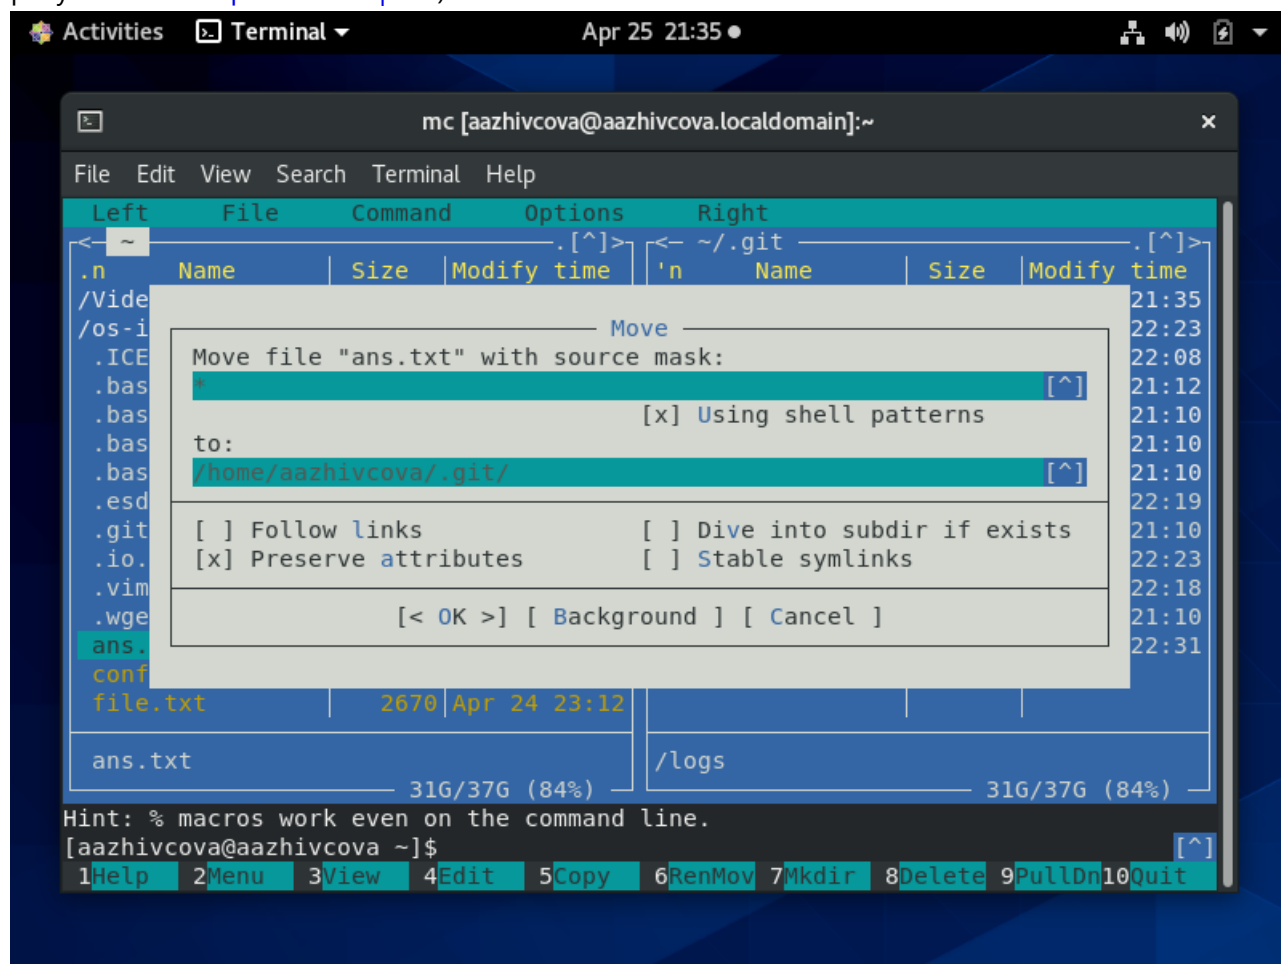 Activities Terminal Apr 25 21:35
mc [aazhivcova@aazhivcova.localdomain]:~
File Edit View Search Terminal Help
Left File Command Options Right
<— ~ .[^]> <— ~/.git .[^]>
.n Name Size Modify time 'n Name Size Modify time
/Vide 21:35
/os-i Move 22:23
.ICE Move file "ans.txt" with source mask: 22:08
.bas * [^] 21:12
.bas [x] Using shell patterns 21:10
.bas to: 21:10
.bas /home/aazhivcova/.git/ [^] 21:10
.esd 22:19
.git [ ] Follow links [ ] Dive into subdir if exists 21:10
.io. [x] Preserve attributes [ ] Stable symlinks 22:23
.vim 22:18
.wge [< OK >] [ Background ] [ Cancel ] 21:10
ans. 22:31
conf
file.txt 2670 Apr 24 23:12
ans.txt /logs
31G/37G (84%) 31G/37G (84%)
Hint: % macros work even on the command line.
[aazhivcova@aazhivcova ~]$ [^]
1Help 2Menu 3View 4Edit 5Copy 6RenMov 7Mkdir 8Delete 9PullDn 10Quit